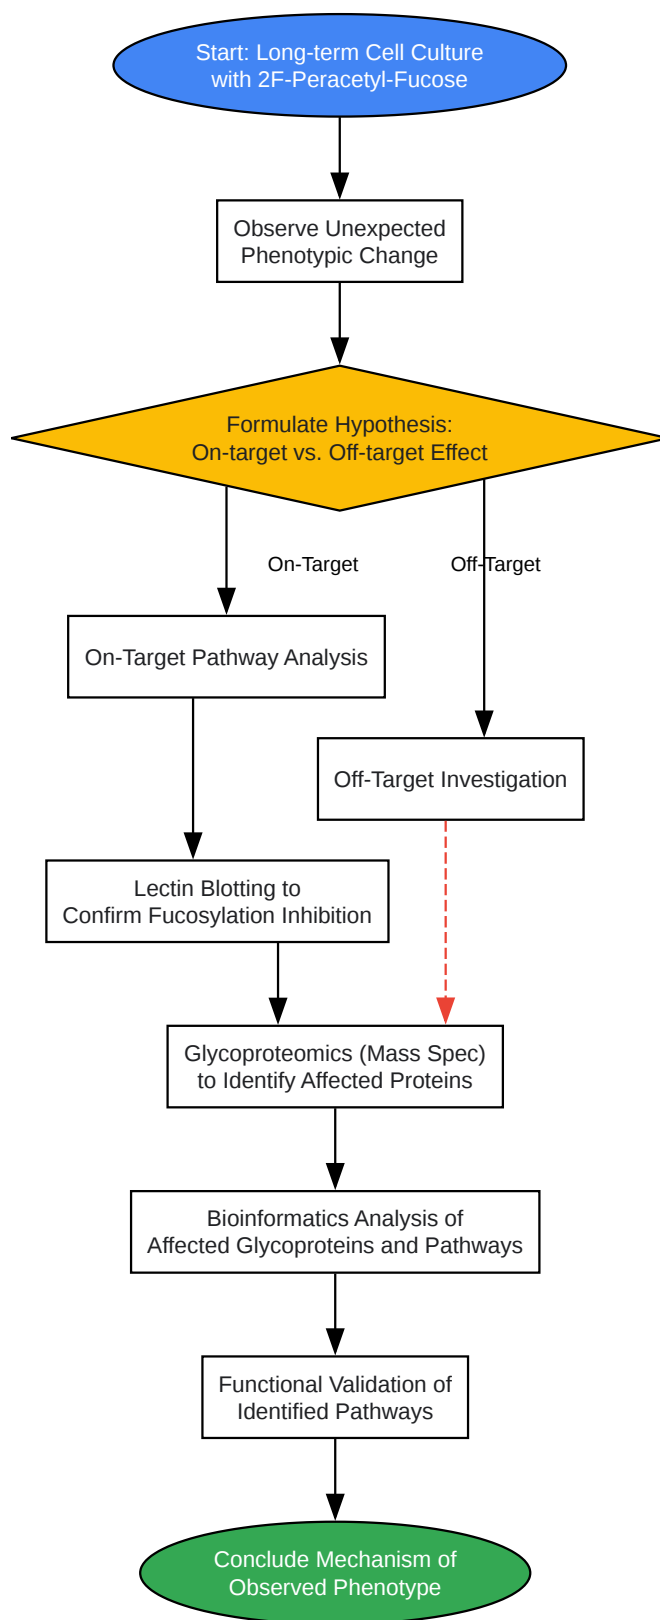 Start: Long-term Cell Culture
with 2F-Peracetyl-Fucose
Observe Unexpected
Phenotypic Change
Formulate Hypothesis:
On-target vs. Off-target Effect
On-Target
Off-Target
On-Target Pathway Analysis
Off-Target Investigation
Lectin Blotting to
Confirm Fucosylation Inhibition
Glycoproteomics (Mass Spec)
to Identify Affected Proteins
Bioinformatics Analysis of
Affected Glycoproteins and Pathways
Functional Validation of
Identified Pathways
Conclude Mechanism of
Observed Phenotype